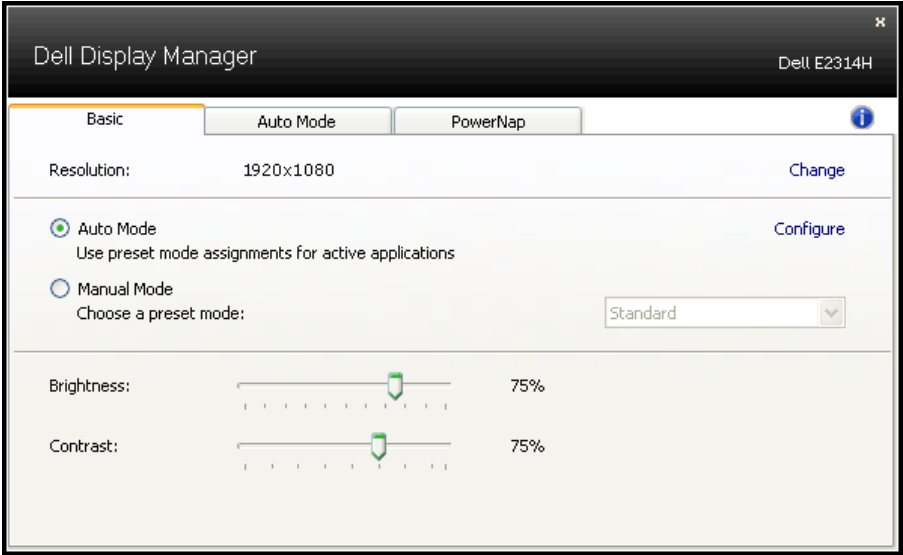 Dell Display Manager
Dell E2314H
Basic
Auto Mode
PowerNap
Resolution: 1920x1080 Change
Auto Mode Configure
Use preset mode assignments for active applications
Manual Mode
Choose a preset mode: Standard
Brightness: 75%
Contrast: 75%